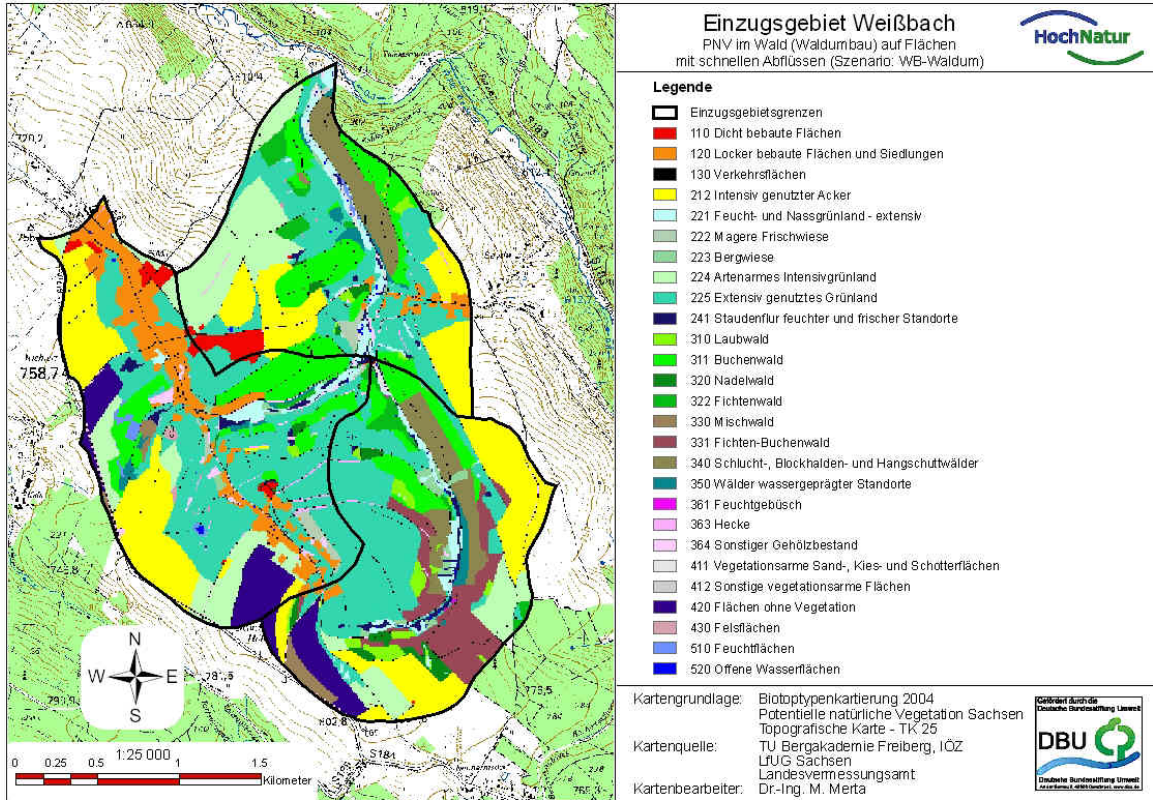 Einzugsgebiet Weißbach
PNV im Wald (Waldumbau) auf Flächen
mit schnellen Abflüssen (Szenario: WB-Waldum)
HochNatur
Legende
Einzugsgebietsgrenzen
110 Dicht bebaute Flächen
120 Locker bebaute Flächen und Siedlungen
130 Verkehrsflächen
212 Intensiv genutzter Acker
221 Feucht- und Nassgrünland - extensiv
222 Magere Frischwiese
223 Bergwiese
224 Artenarmes Intensivgrünland
225 Extensiv genutztes Grünland
241 Staudenflur feuchter und frischer Standorte
310 Laubwald
311 Buchenwald
320 Nadelwald
322 Fichtenwald
330 Mischwald
331 Fichten-Buchenwald
340 Schlucht-, Blockhalden- und Hangschuttwälder
350 Wälder wassergeprägter Standorte
361 Feuchtgebüsch
363 Hecke
364 Sonstiger Gehölzbestand
411 Vegetationsarme Sand-, Kies- und Schotterflächen
412 Sonstige vegetationsarme Flächen
420 Flächen ohne Vegetation
430 Felsflächen
510 Feuchtflächen
520 Offene Wasserflächen
Kartengrundlage: Biotoptypenkartierung 2004
Potentielle natürliche Vegetation Sachsen
Topografische Karte - TK 25
Kartenquelle: TU Bergakademie Freiberg, IÖZ
LfUG Sachsen
Landesvermessungsamt
Kartenbearbeiter: Dr.-Ing. M. Merta
Gefördert durch die
Deutsche Bundesstiftung Umwelt
DBU
Deutsche Bundesstiftung Umwelt
720,2
758,7
N
W E
S
1:25 000
0 0.25 0.5 1 1.5
Kilometer
S184